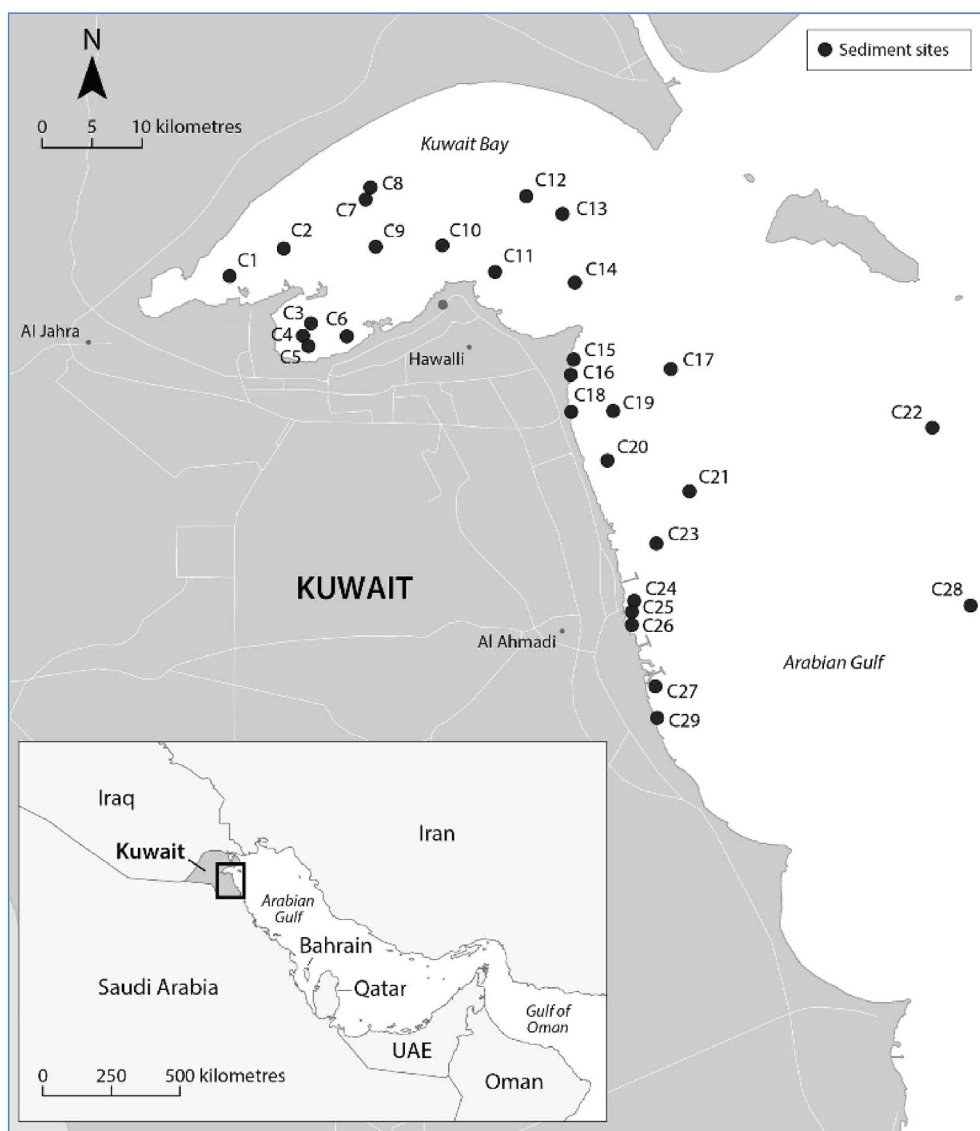 N
0 5 10 kilometres
Sediment sites
Kuwait Bay
C8
C7
C12
C13
C2
C9
C10
C1
C11
C14
C3
C4
C6
C5
Al Jahra
Hawalli
C15
C16
C17
C18
C19
C22
C20
C21
C23
KUWAIT
C24
C25
C26
C28
Al Ahmadi
Arabian Gulf
C27
C29
Iraq
Iran
Kuwait
Arabian
Gulf
Bahrain
Saudi Arabia
Qatar
Gulf of
Oman
UAE
Oman
0 250 500 kilometres